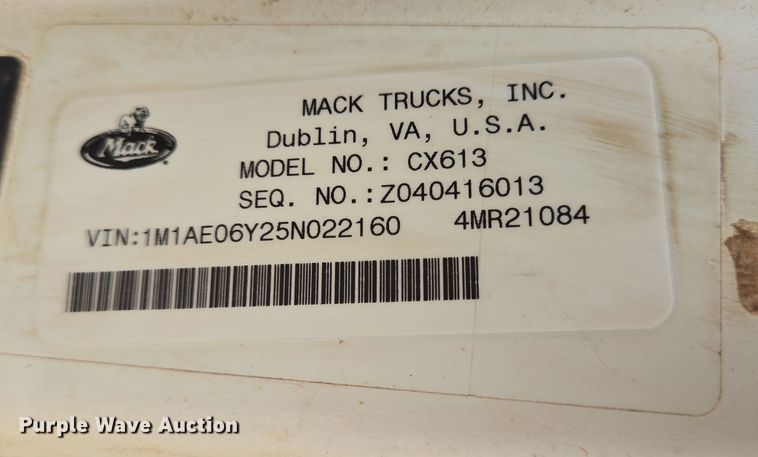 Mack
MACK TRUCKS, INC.
Dublin, VA, U.S.A.
MODEL NO.: CX613
SEQ. NO.:Z040416013
VIN:1M1AE06Y25N022160 4MR21084
Purple Wave Auction